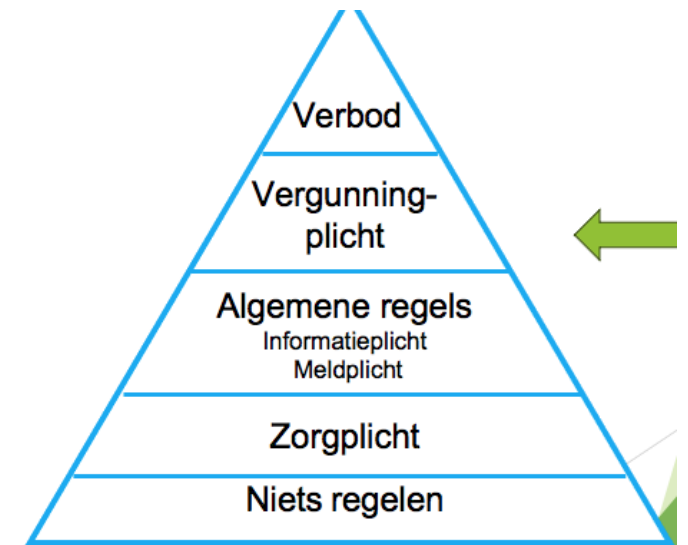 Verbod
Vergunning-
plicht
Algemene regels
Informatieplicht
Meldplicht
Zorgplicht
Niets regelen